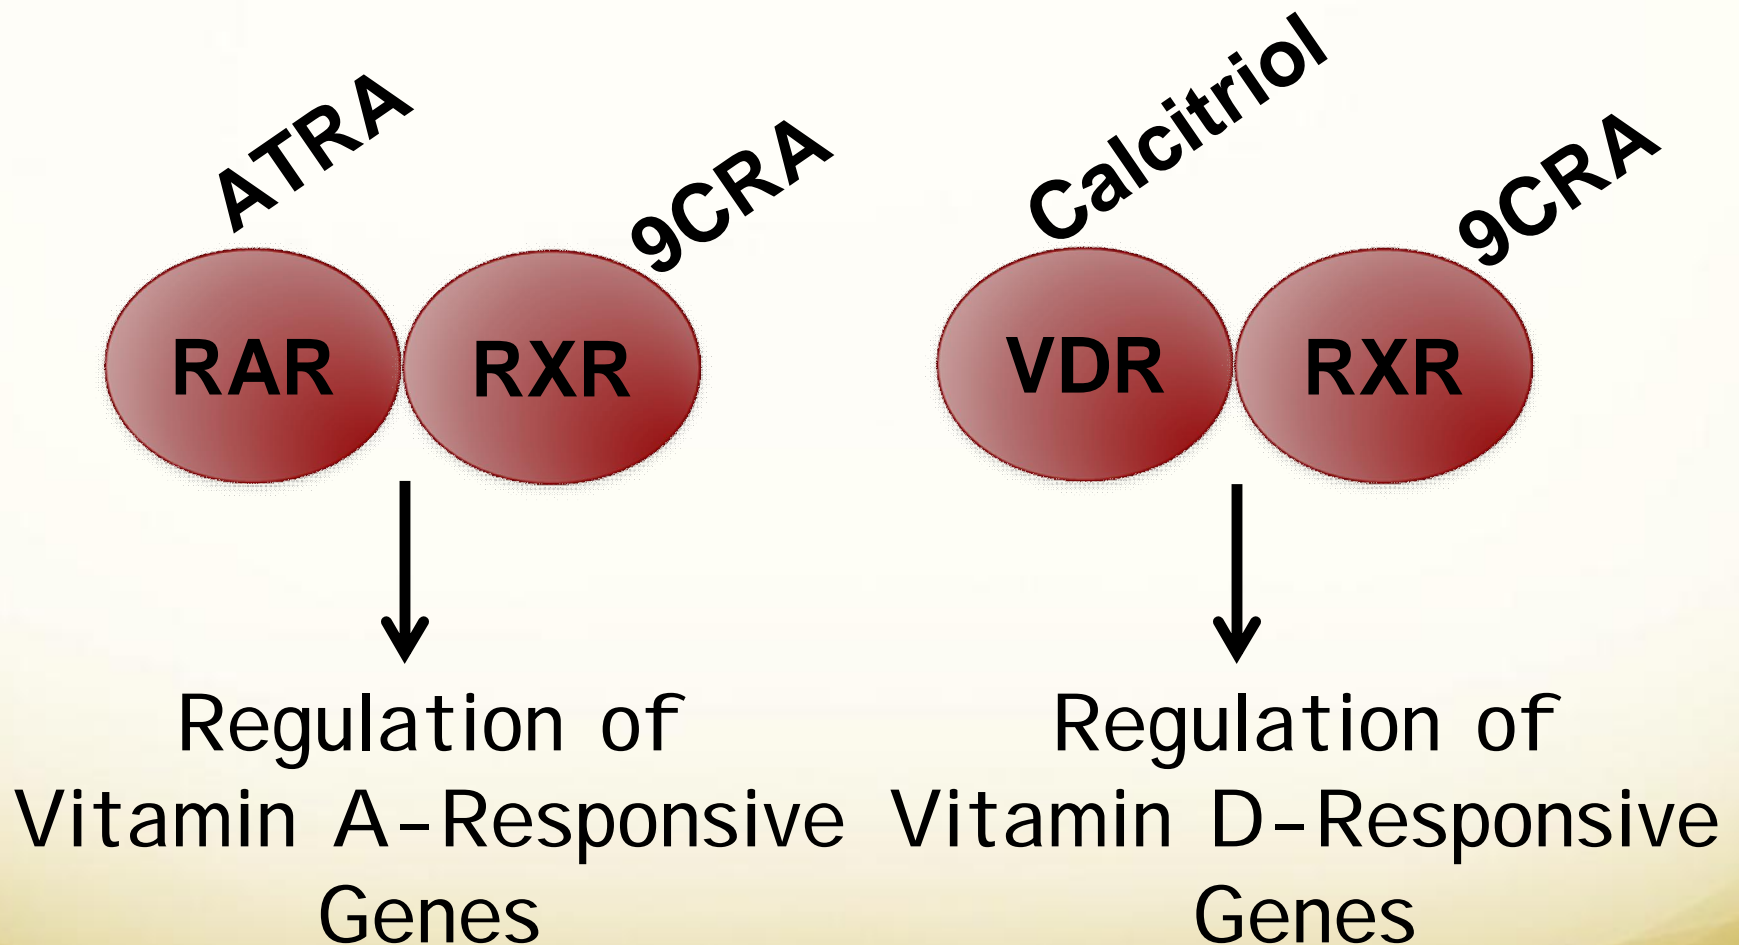 ATRA
9CRA
RAR
RXR
Regulation of
Vitamin A-Responsive
Genes
Calcitriol
9CRA
VDR
RXR
Regulation of
Vitamin D-Responsive
Genes